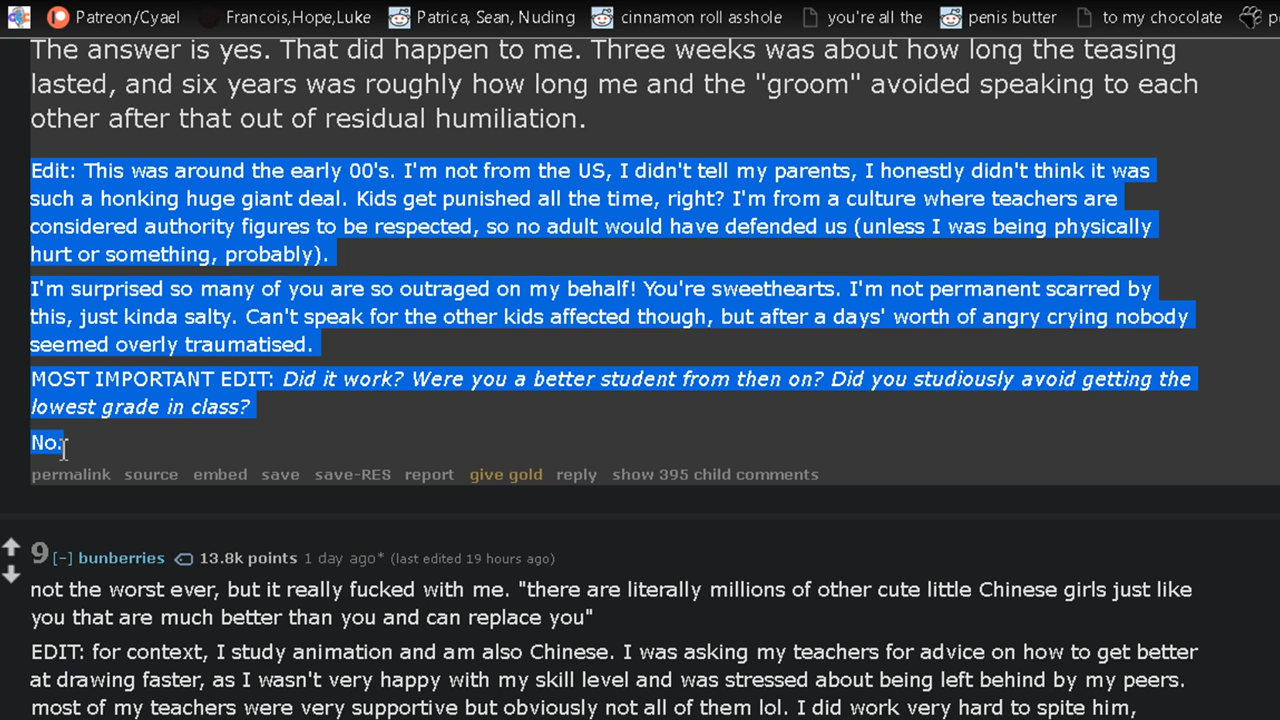 Patreon/Cyael Francois,Hope,Luke Patrica, Sean, Nuding cinnamon roll asshole you're all the penis butter to my chocolate
The answer is yes. That did happen to me. Three weeks was about how long the teasing
lasted, and six years was roughly how long me and the "groom" avoided speaking to each
other after that out of residual humiliation.
Edit: This was around the early 00's. I'm not from the US, I didn't tell my parents, I honestly didn't think it was
such a honking huge giant deal. Kids get punished all the time, right? I'm from a culture where teachers are
considered authority figures to be respected, so no adult would have defended us (unless I was being physically
hurt or something, probably).
I'm surprised so many of you are so outraged on my behalf! You're sweethearts. I'm not permanent scarred by
this, just kinda salty. Can't speak for the other kids affected though, but after a days' worth of angry crying nobody
seemed overly traumatised.
MOST IMPORTANT EDIT: Did it work? Were you a better student from then on? Did you studiously avoid getting the
lowest grade in class?
No.
permalink source embed save save-RES report give gold reply show 395 child comments
9 [-] bunberries 13.8k points 1 day ago* (last edited 19 hours ago)
not the worst ever, but it really fucked with me. "there are literally millions of other cute little Chinese girls just like
you that are much better than you and can replace you"
EDIT: for context, I study animation and am also Chinese. I was asking my teachers for advice on how to get better
at drawing faster, as I wasn't very happy with my skill level and was stressed about being left behind by my peers.
most of my teachers were very supportive but obviously not all of them lol. I did work very hard to spite him,